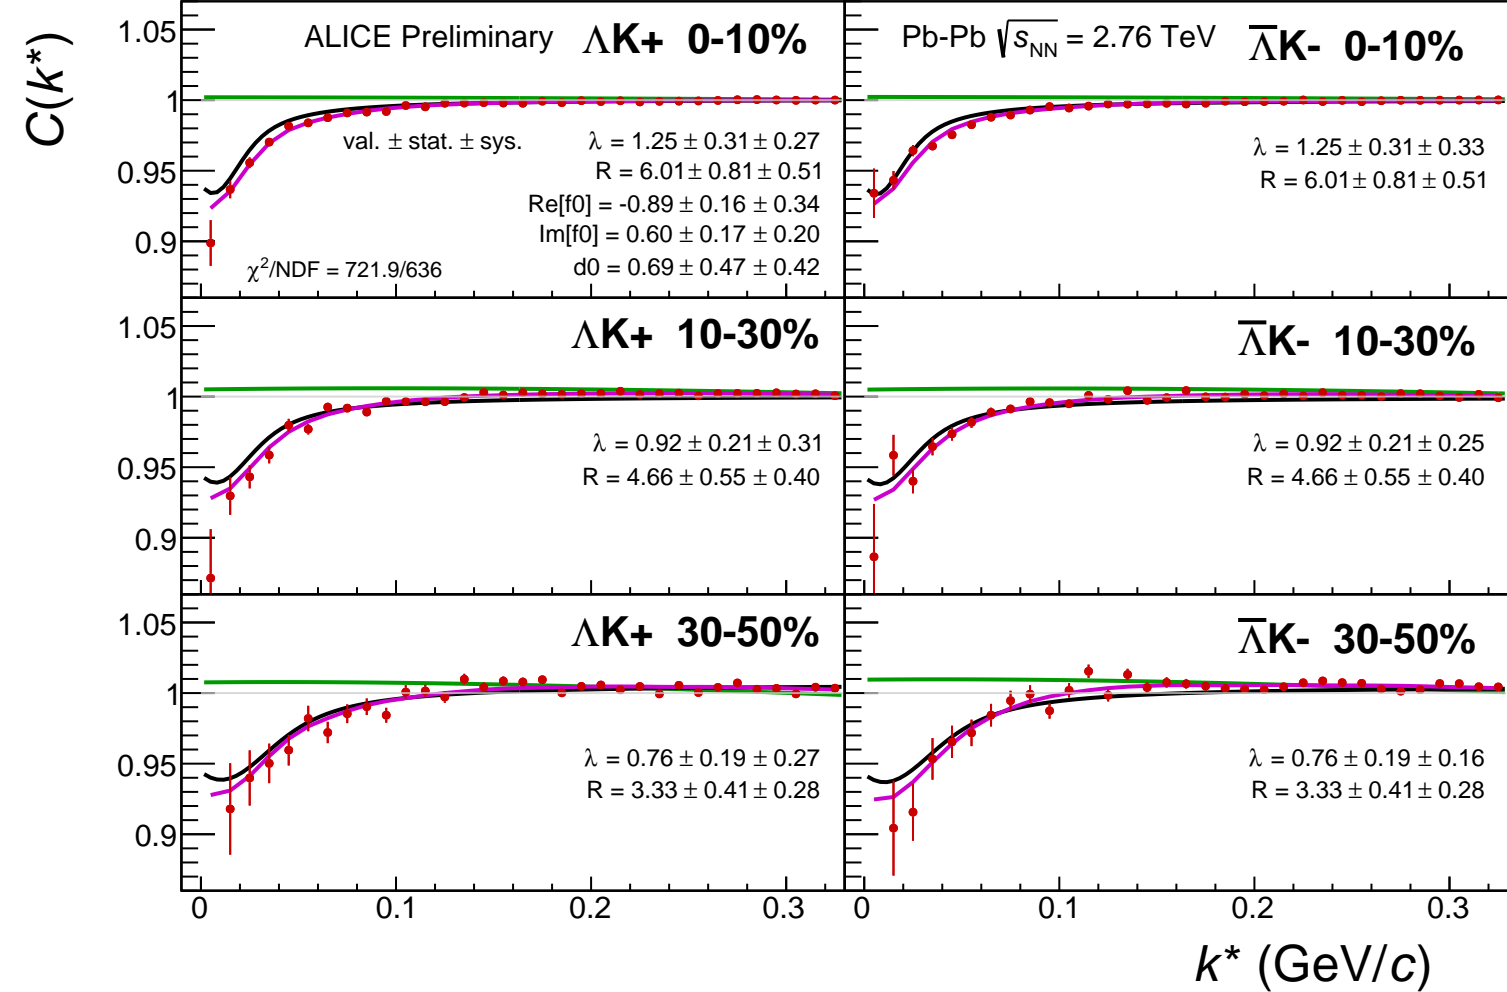 C(k*)
ALICE Preliminary ΛK+ 0-10%
1.05
1
0.95
0.9
val. ± stat. ± sys.
λ = 1.25 ± 0.31 ± 0.27
R = 6.01 ± 0.81 ± 0.51
Re[f0] = -0.89 ± 0.16 ± 0.34
Im[f0] = 0.60 ± 0.17 ± 0.20
d0 = 0.69 ± 0.47 ± 0.42
χ²/NDF = 721.9/636
Pb-Pb √s_NN = 2.76 TeV Λ̅K- 0-10%
λ = 1.25 ± 0.31 ± 0.33
R = 6.01 ± 0.81 ± 0.51
ΛK+ 10-30%
1.05
1
0.95
0.9
λ = 0.92 ± 0.21 ± 0.31
R = 4.66 ± 0.55 ± 0.40
Λ̅K- 10-30%
λ = 0.92 ± 0.21 ± 0.25
R = 4.66 ± 0.55 ± 0.40
ΛK+ 30-50%
1.05
1
0.95
0.9
λ = 0.76 ± 0.19 ± 0.27
R = 3.33 ± 0.41 ± 0.28
Λ̅K- 30-50%
λ = 0.76 ± 0.19 ± 0.16
R = 3.33 ± 0.41 ± 0.28
0 0.1 0.2 0.3 0 0.1 0.2 0.3
k* (GeV/c)